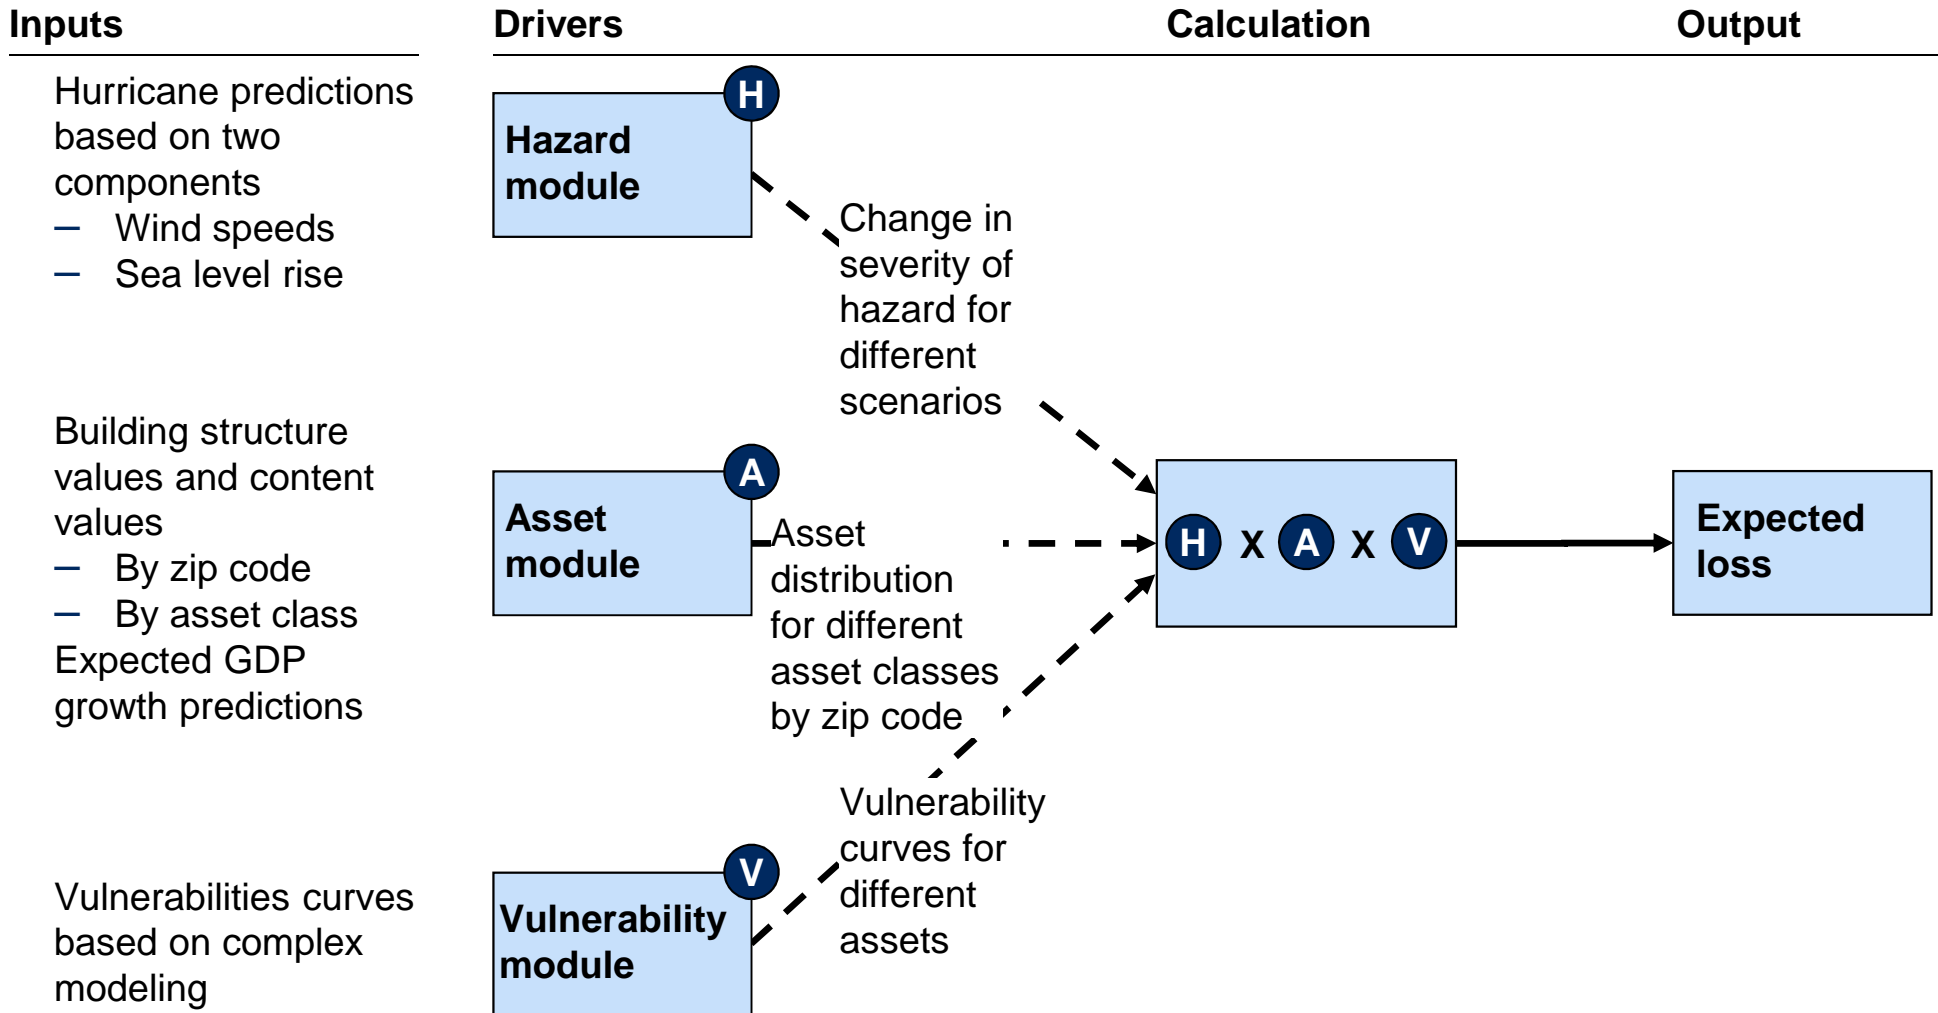 Inputs
Drivers
Calculation
Output
Hurricane predictions
based on two
components
– Wind speeds
– Sea level rise
Building structure
values and content
values
– By zip code
– By asset class
Expected GDP
growth predictions
Vulnerabilities curves
based on complex
modeling
H
Hazard
module
A
Asset
module
V
Vulnerability
module
Change in
severity of
hazard for
different
scenarios
Asset
distribution
for different
asset classes
by zip code
Vulnerability
curves for
different
assets
H X A X V
Expected
loss